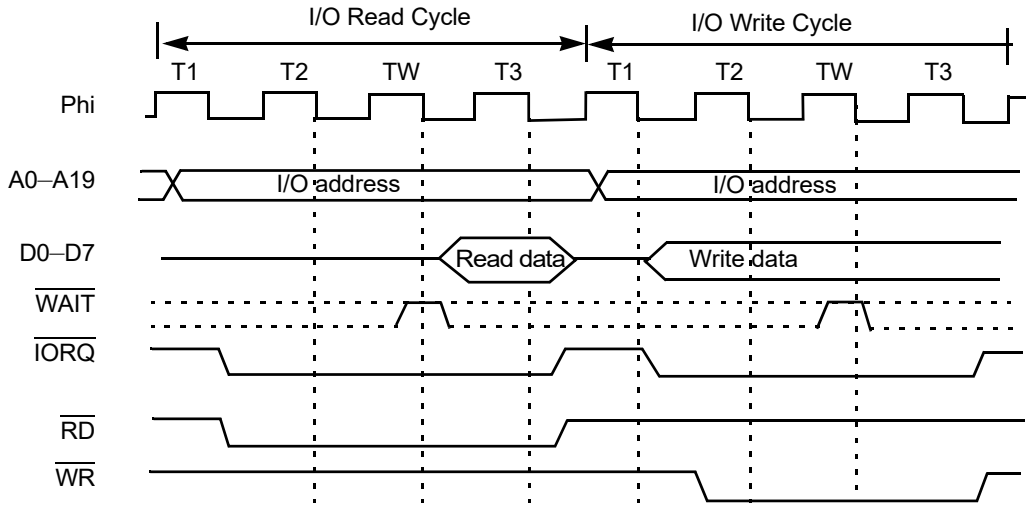 I/O Read Cycle I/O Write Cycle
T1 T2 TW T3 T1 T2 TW T3
Phi
A0–A19 I/O address I/O address
D0–D7 Read data Write data
WAIT
IORQ
RD
WR